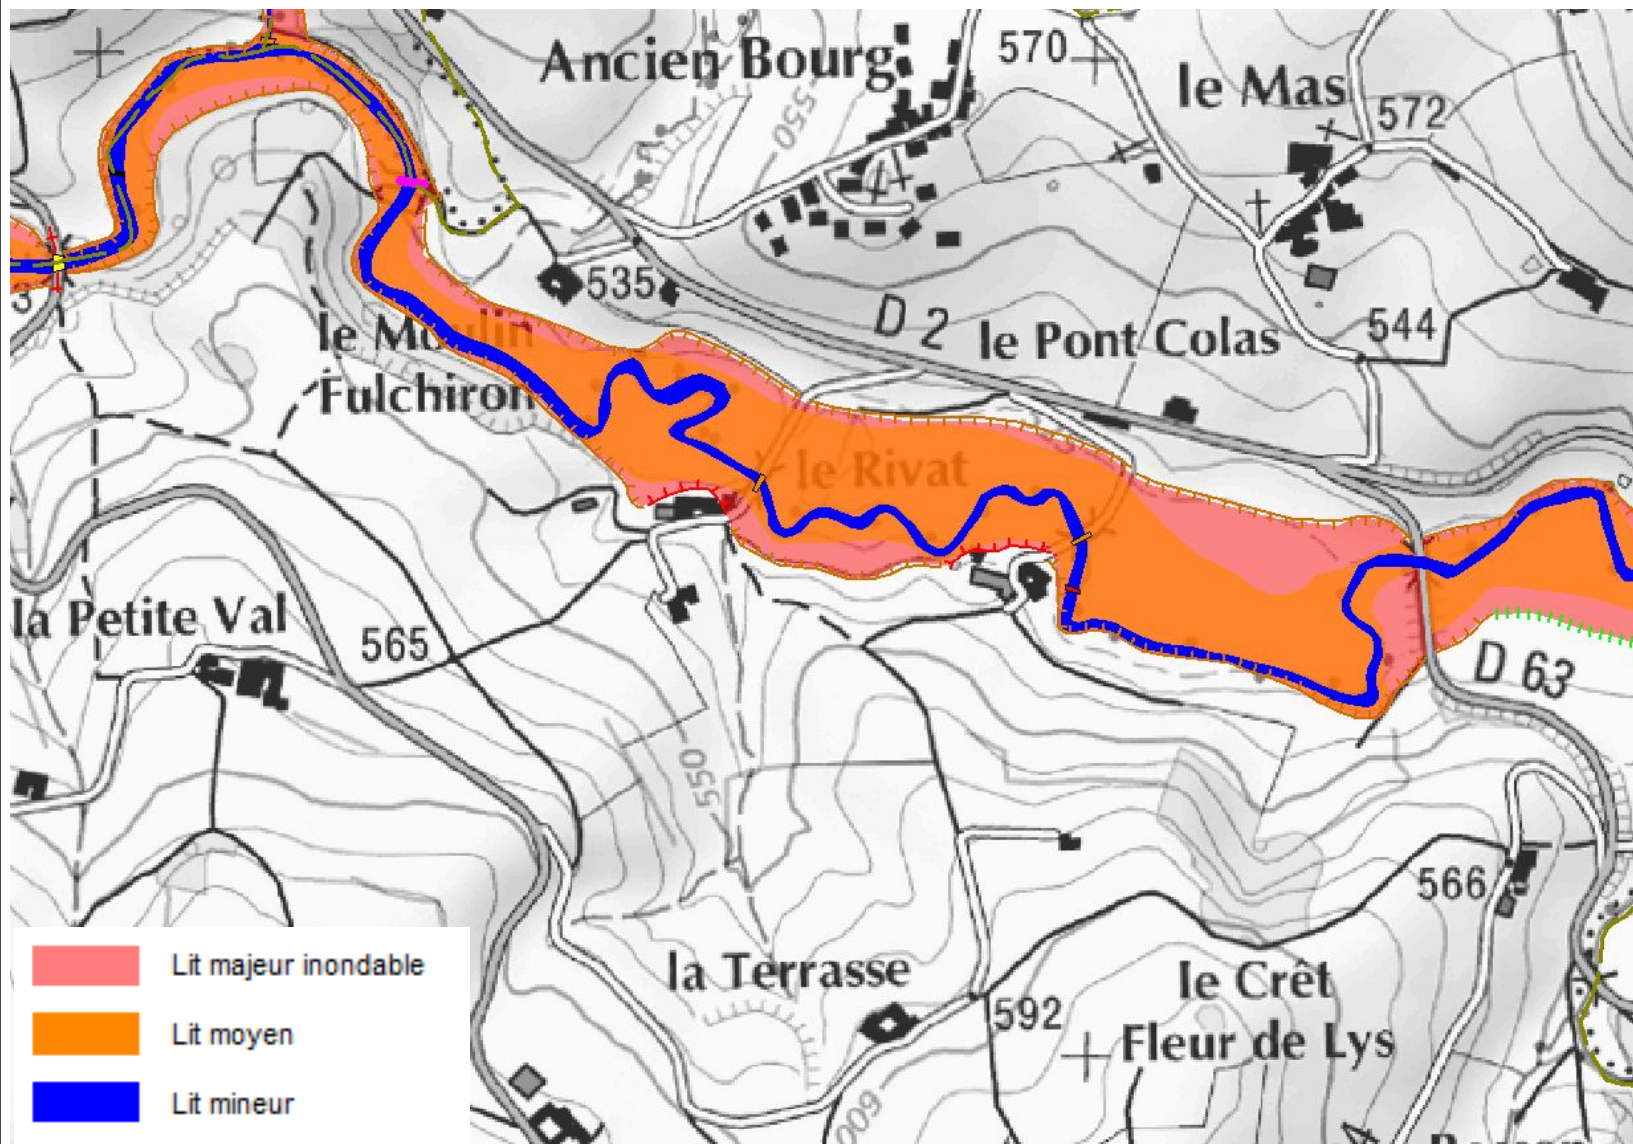 Ancien Bourg
570
le Mas
572
550
535
D 2
le Pont Colas
544
le Moulin
Fulchiron
le Rivat
3
la Petite Val
565
D 63
550
566
la Terrasse
592
le Crêt
Fleur de Lys
600
Lit majeur inondable
Lit moyen
Lit mineur